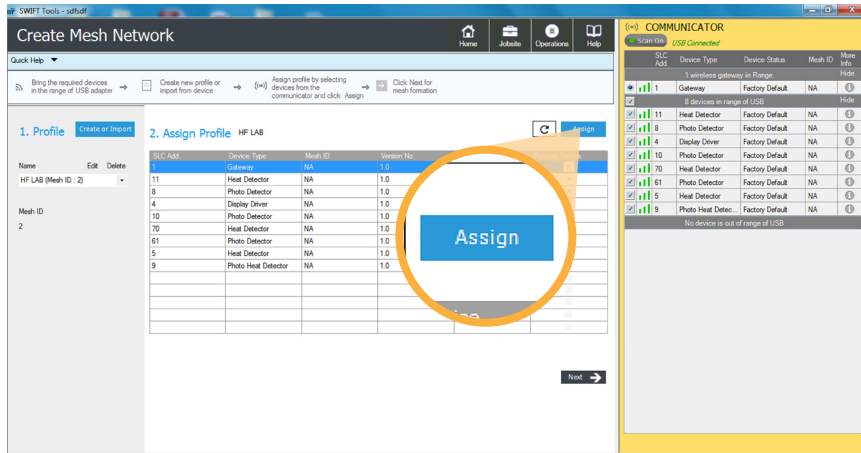 SWIFT Tools - sdfsdf
Create Mesh Network
Home
Jobsite
Operations
Help
Quick Help
Bring the required devices
in the range of USB adapter
Create new profile or
import from device
Assign profile by selecting
devices from the
communicator and click Assign
Click Next for
mesh formation
1. Profile
Create or Import
Name Edit Delete
HF LAB (Mesh ID : 2)
Mesh ID
2
2. Assign Profile HF LAB
Assign
SLC Add. Device Type Mesh ID Version No.
1 Gateway NA 1.0
11 Heat Detector NA 1.0
8 Photo Detector NA 1.0
4 Display Driver NA 1.0
10 Photo Detector NA 1.0
70 Heat Detector NA 1.0
61 Photo Detector NA 1.0
5 Heat Detector NA 1.0
9 Photo Heat Detector NA 1.0
Assign
Next
COMMUNICATOR
Scan On USB Connected
SLC
Add. Device Type Device Status Mesh ID More
Info
1 wireless gateway in Range Hide
1 Gateway Factory Default NA
8 devices in range of USB Hide
11 Heat Detector Factory Default NA
8 Photo Detector Factory Default NA
4 Display Driver Factory Default NA
10 Photo Detector Factory Default NA
70 Heat Detector Factory Default NA
61 Photo Detector Factory Default NA
5 Heat Detector Factory Default NA
9 Photo Heat Detec... Factory Default NA
No device is out of range of USB